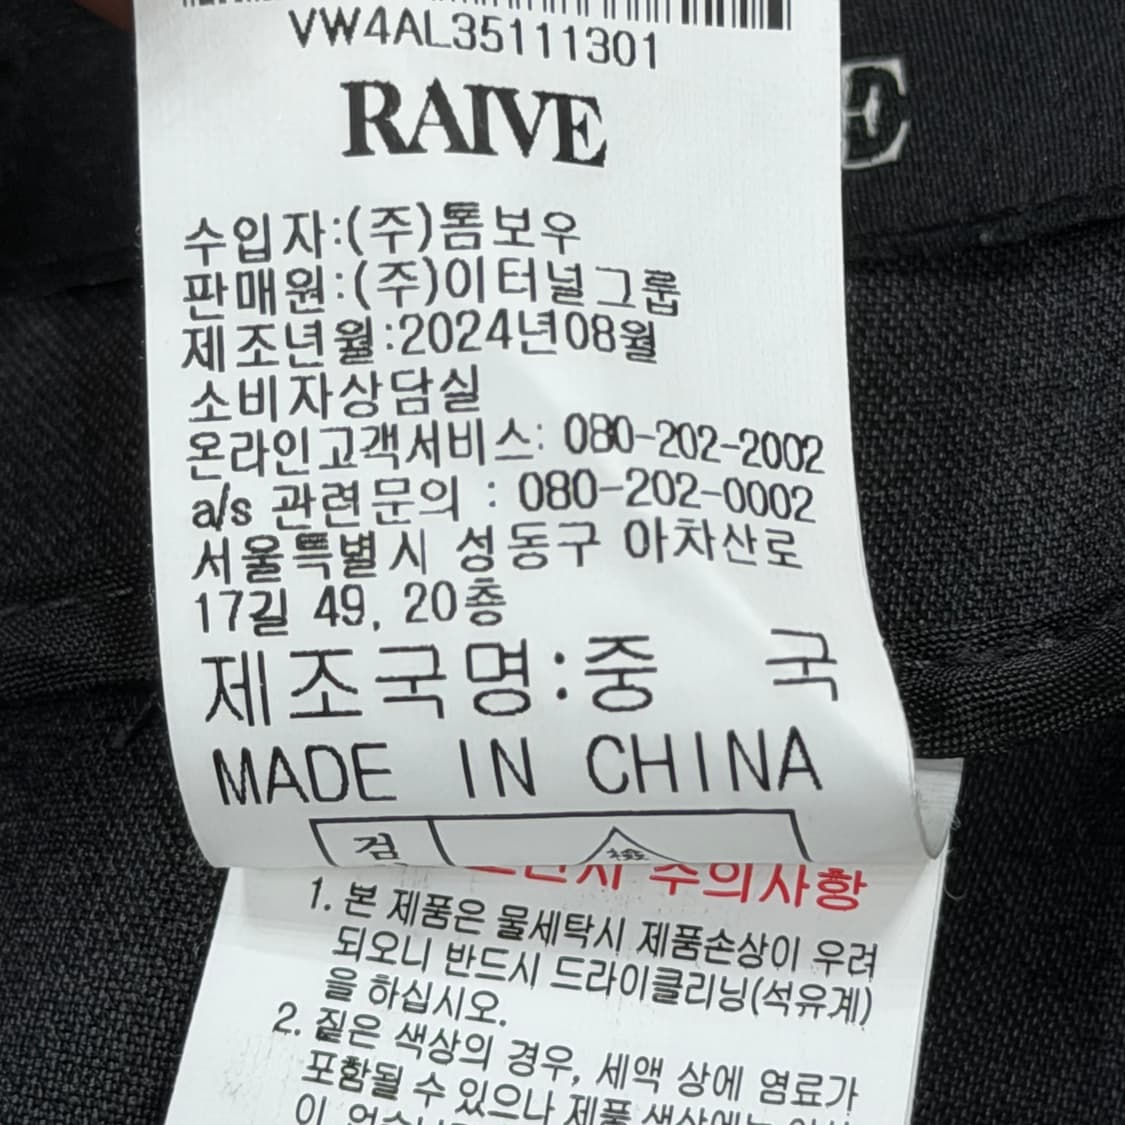 VW4AL35111301
RAIVE
E
수입자:(주)톰보우
판매원:(주)이터널그룹
제조년월:2024년08월
소비자상담실
온라인고객서비스: 080-202-2002
a/s 관련문의 : 080-202-0002
서울특별시 성동구 아차산로
17길 49, 20층
제조국명:중 국
MADE IN CHINA
검
주의사항
1. 본 제품은 물세탁시 제품손상이 우려
되오니 반드시 드라이클리닝(석유계)
을 하십시오.
2. 짙은 색상의 경우, 세액 상에 염료가
포함될 수 있으나 제품 색상에는